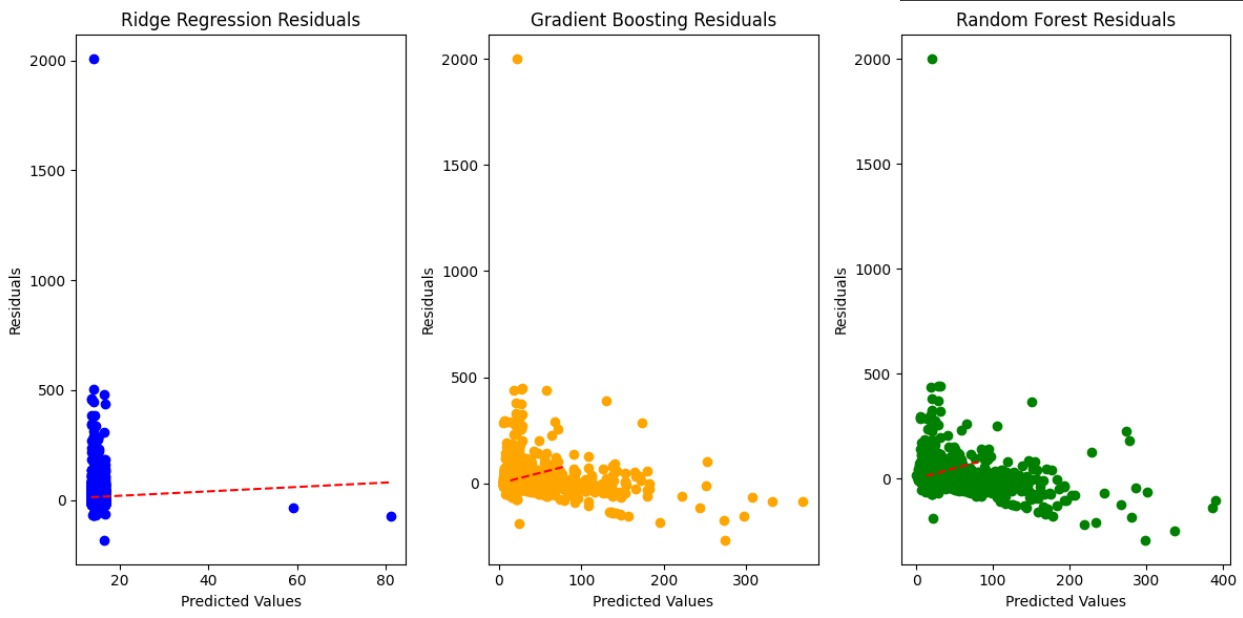 Ridge Regression Residuals
Residuals
2000
1500
1000
500
0
20 40 60 80
Predicted Values
Gradient Boosting Residuals
Residuals
2000
1500
1000
500
0
0 100 200 300
Predicted Values
Random Forest Residuals
Residuals
2000
1500
1000
500
0
0 100 200 300 400
Predicted Values